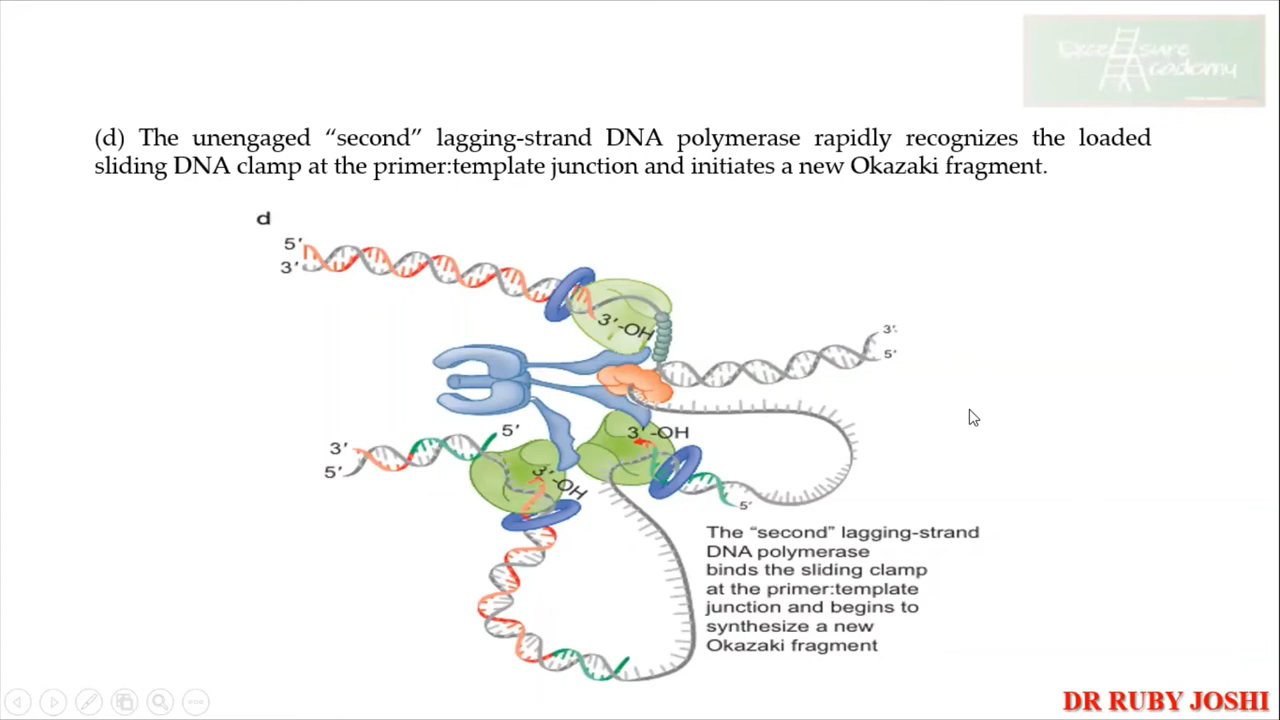 Excel sure
Academy
(d) The unengaged “second” lagging-strand DNA polymerase rapidly recognizes the loaded
sliding DNA clamp at the primer:template junction and initiates a new Okazaki fragment.
d
5′
3′
3′-OH
3′
5′
5′
3′
5′
3′-OH
3′-OH
5′
The “second” lagging-strand
DNA polymerase
binds the sliding clamp
at the primer:template
junction and begins to
synthesize a new
Okazaki fragment
DR RUBY JOSHI